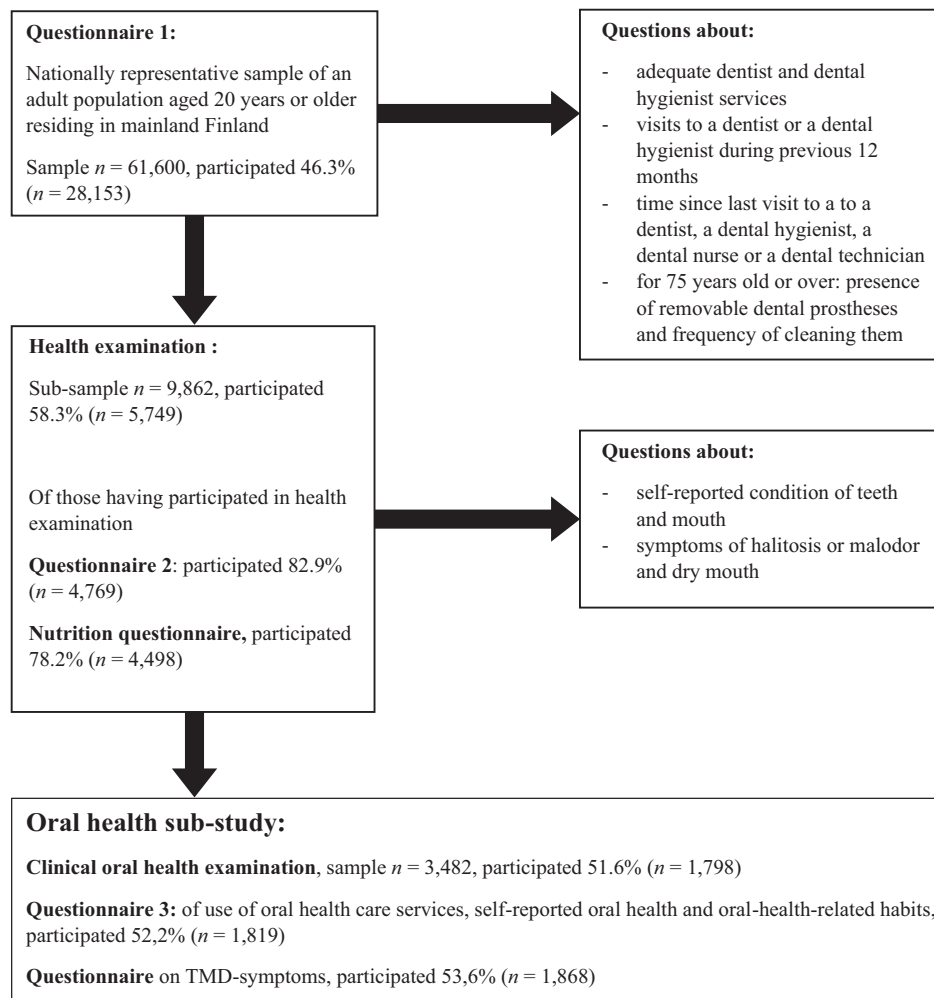 Questionnaire 1:
Nationally representative sample of an
adult population aged 20 years or older
residing in mainland Finland
Sample n = 61,600, participated 46.3%
(n = 28,153)
Questions about:
- adequate dentist and dental
hygienist services
- visits to a dentist or a dental
hygienist during previous 12
months
- time since last visit to a to a
dentist, a dental hygienist, a
dental nurse or a dental technician
- for 75 years old or over: presence
of removable dental prostheses
and frequency of cleaning them
Health examination :
Sub-sample n = 9,862, participated
58.3% (n = 5,749)
Of those having participated in health
examination
Questionnaire 2: participated 82.9%
(n = 4,769)
Nutrition questionnaire, participated
78.2% (n = 4,498)
Questions about:
- self-reported condition of teeth
and mouth
- symptoms of halitosis or malodor
and dry mouth
Oral health sub-study:
Clinical oral health examination, sample n = 3,482, participated 51.6% (n = 1,798)
Questionnaire 3: of use of oral health care services, self-reported oral health and oral-health-related habits,
participated 52,2% (n = 1,819)
Questionnaire on TMD-symptoms, participated 53,6% (n = 1,868)